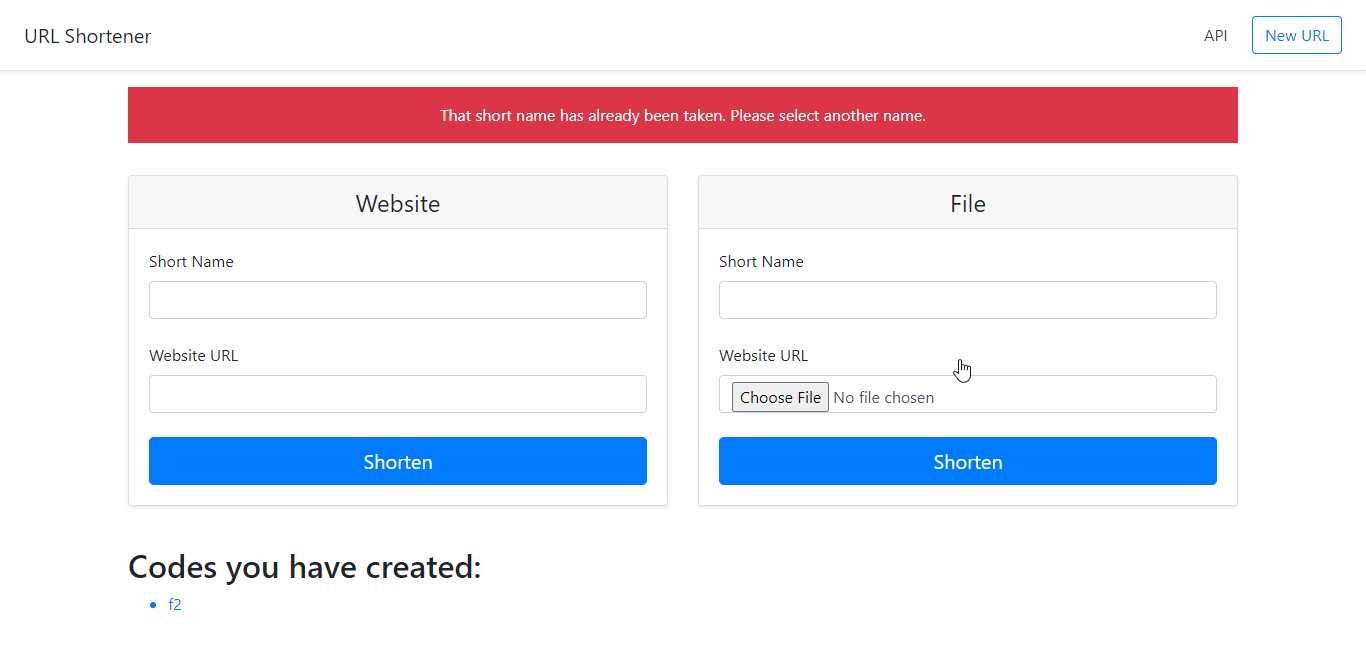 URL Shortener
API
New URL
That short name has already been taken. Please select another name.
Website
Short Name
Website URL
Shorten
File
Short Name
Website URL
Choose File No file chosen
Shorten
Codes you have created:
f2